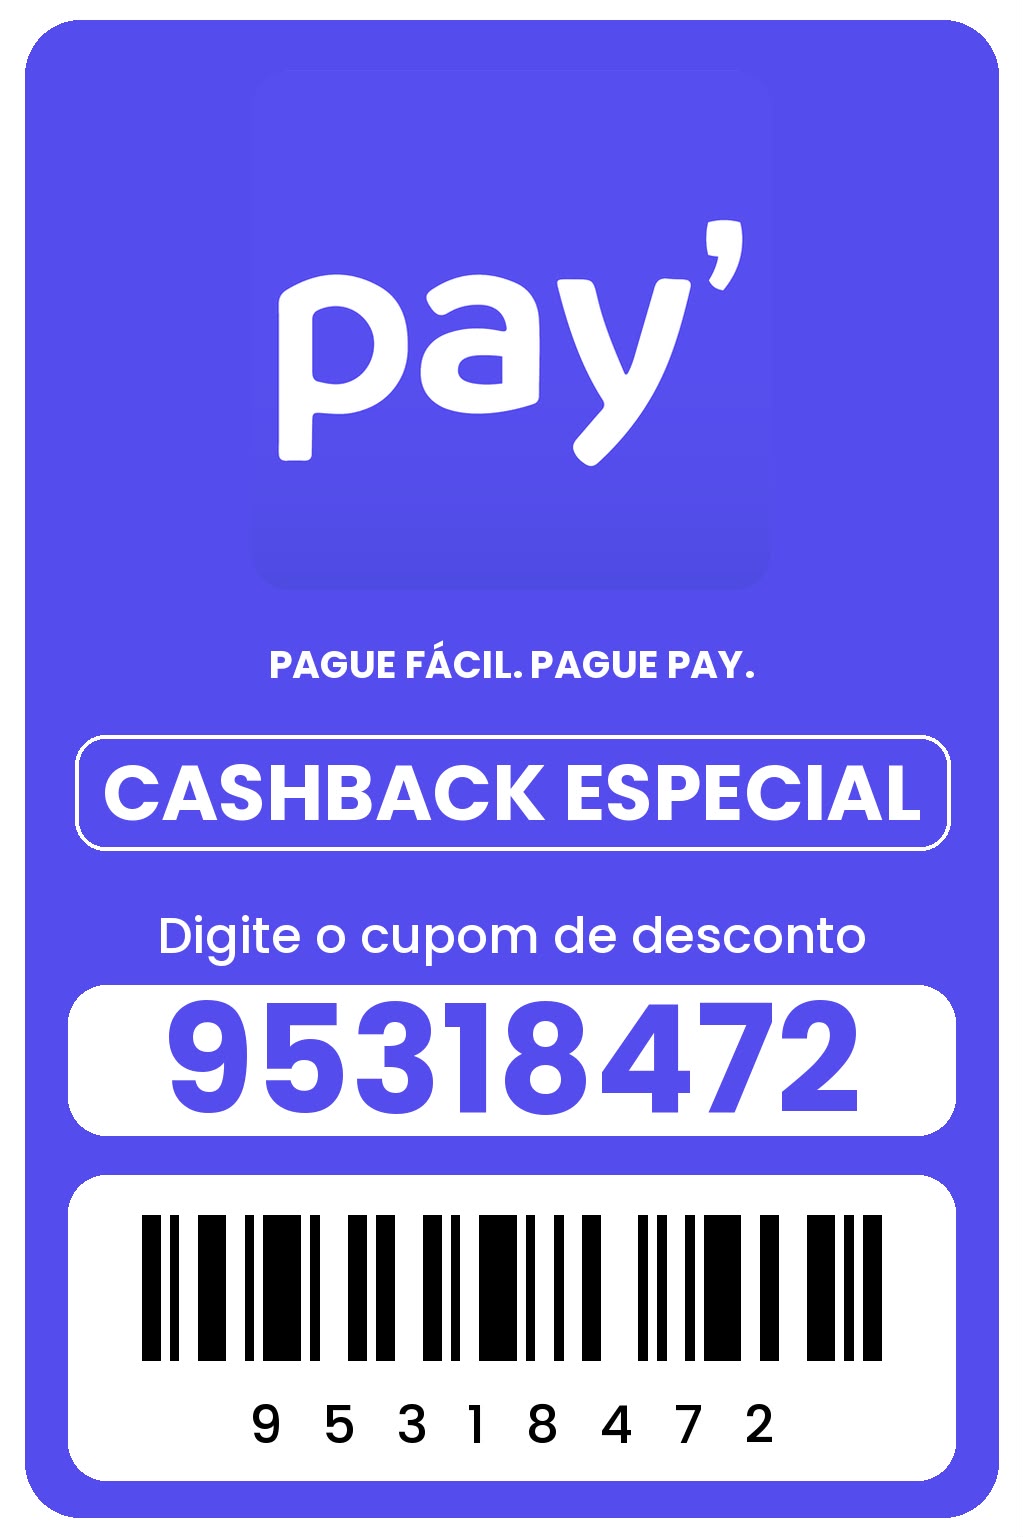 pay’
PAGUE FÁCIL. PAGUE PAY.
CASHBACK ESPECIAL
Digite o cupom de desconto
95318472
9 5 3 1 8 4 7 2